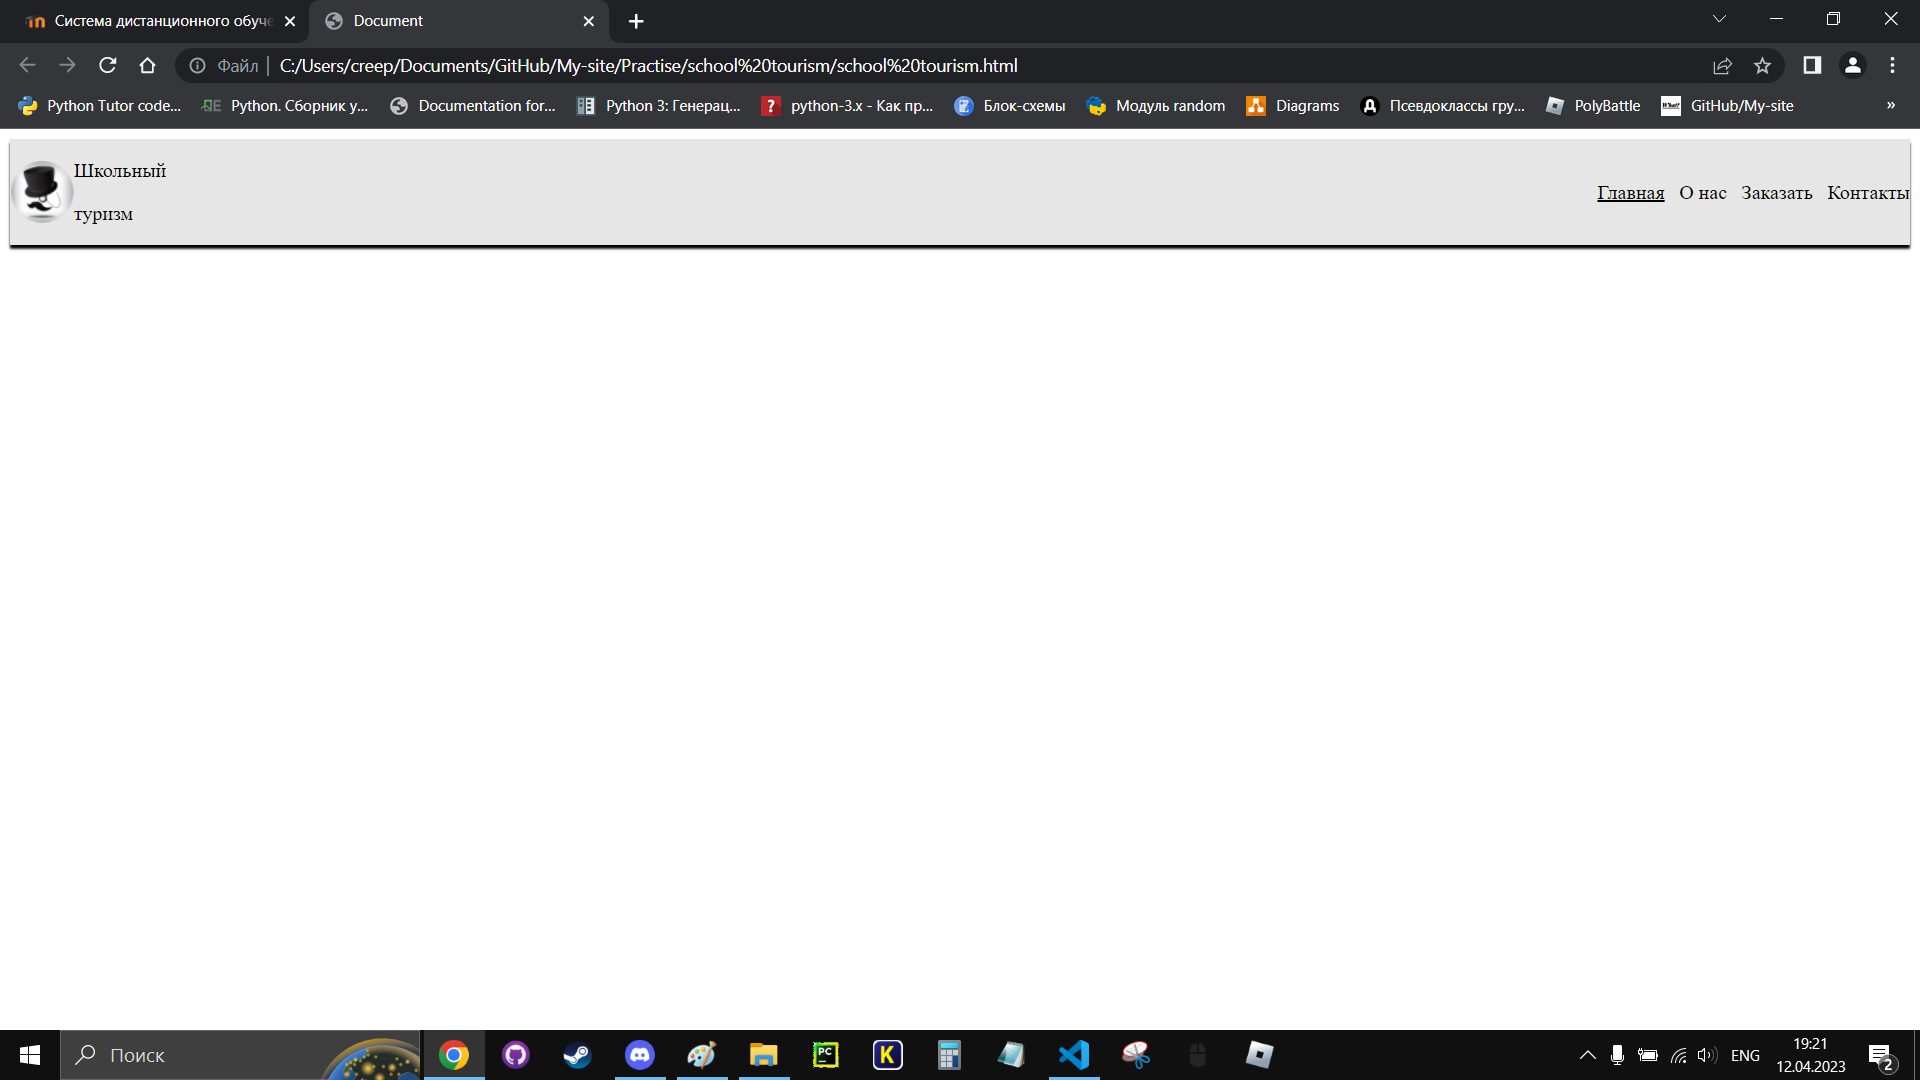 Система дистанционного обуче
Document
Файл
C:/Users/creep/Documents/GitHub/My-site/Practise/school%20tourism/school%20tourism.html
Python Tutor code...
Python. Сборник у...
Documentation for...
Python 3: Генерац...
python-3.x - Как пр...
Блок-схемы
Модуль random
Diagrams
Псевдоклассы гру...
PolyBattle
GitHub/My-site
»
Школьный
туризм
Главная О нас Заказать Контакты
Поиск
PC
K
ENG
19:21
12.04.2023
2